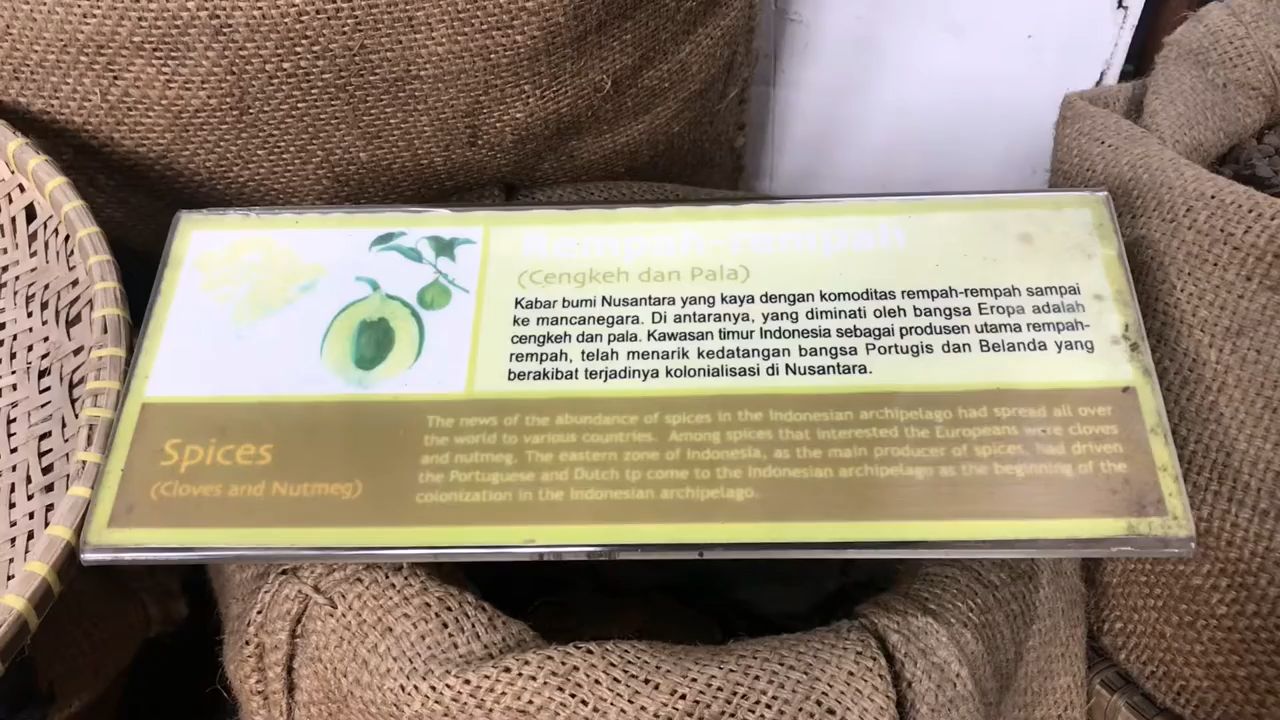 Rempah-rempah
(Cengkeh dan Pala)
Kabar bumi Nusantara yang kaya dengan komoditas rempah-rempah sampai
ke mancanegara. Di antaranya, yang diminati oleh bangsa Eropa adalah
cengkeh dan pala. Kawasan timur Indonesia sebagai produsen utama rempah-
rempah, telah menarik kedatangan bangsa Portugis dan Belanda yang
berakibat terjadinya kolonialisasi di Nusantara.
Spices
(Cloves and Nutmeg)
The news of the abundance of spices in the Indonesian archipelago had spread all over
the world to various countries. Among spices that interested the Europeans were cloves
and nutmeg. The eastern zone of Indonesia, as the main producer of spices, had driven
the Portuguese and Dutch tp come to the Indonesian archipelago as the beginning of the
colonization in the Indonesian archipelago.